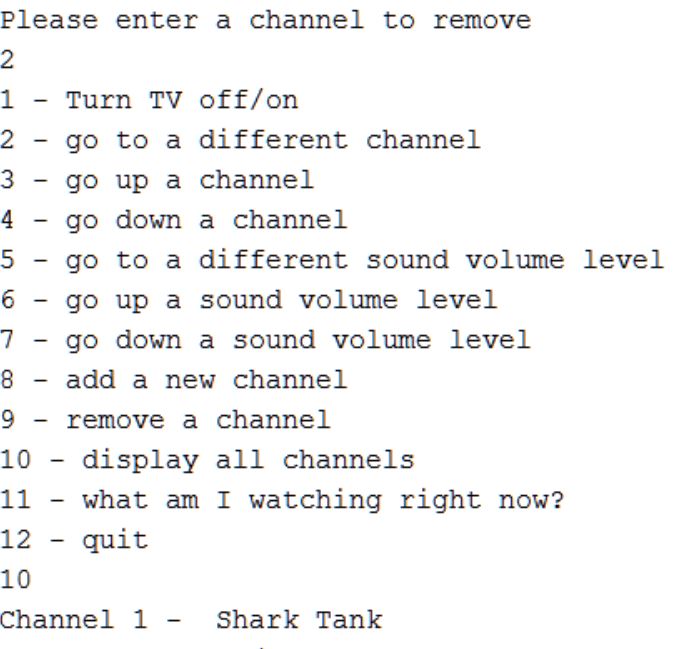 Please enter a channel to remove
2
1 - Turn TV off/on
2 - go to a different channel
3 - go up a channel
4 - go down a channel
5 - go to a different sound volume level
6 - go up a sound volume level
7 - go down a sound volume level
8 - add a new channel
9 - remove a channel
10 - display all channels
11 - what am I watching right now?
12 - quit
10
Channel 1 -  Shark Tank